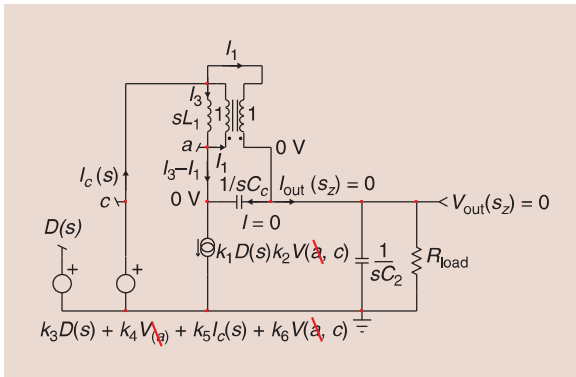 I1
I3
sL1
1
1
a
I1
0 V
I3–I1
Ic(s)
1/sCc
Iout(sz) = 0
c
0 V
I = 0
Vout(sz) = 0
D(s)
k1D(s)k2V(a, c)
1/sC2
Rload
+
+
k3D(s) + k4V(a) + k5Ic(s) + k6V(a, c)